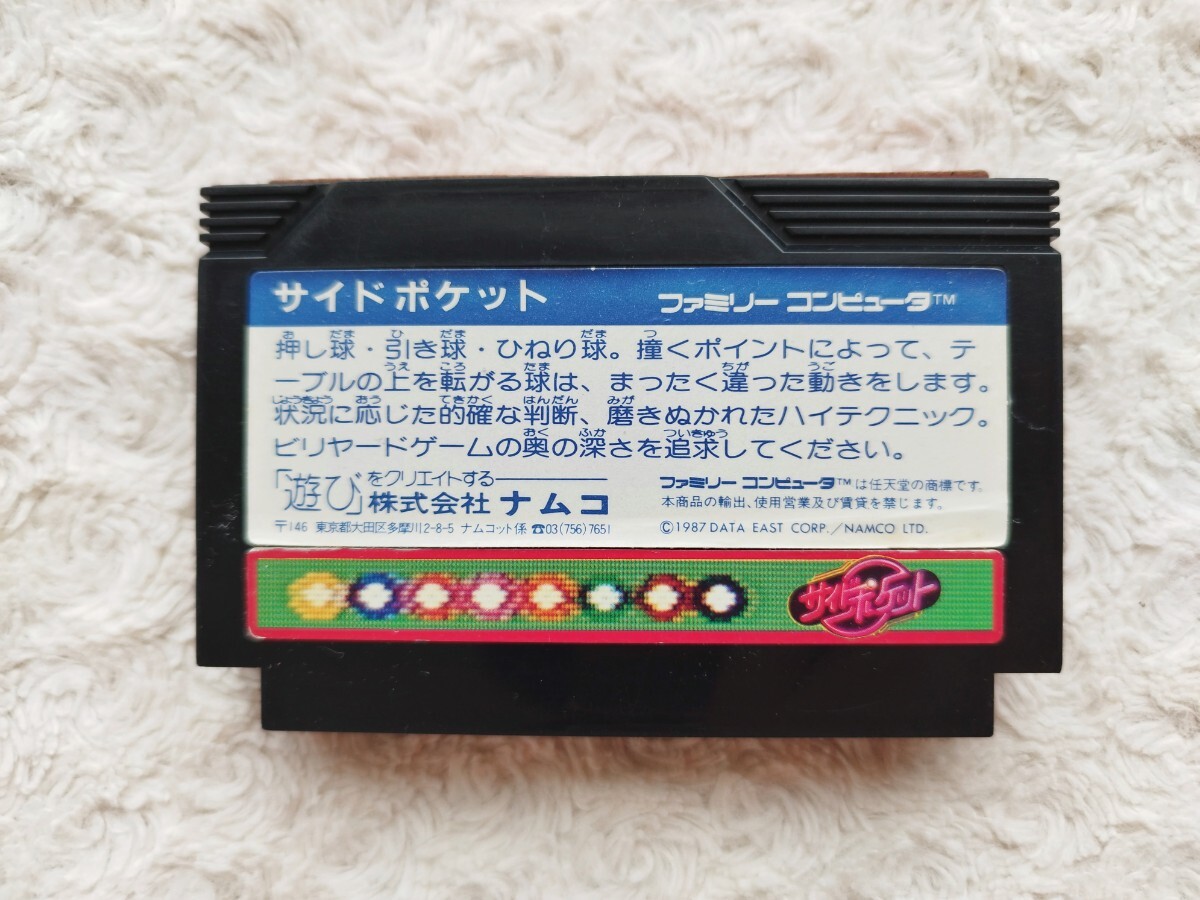 サイドポケット
ファミリー コンピュータ™
押し球・引き球・ひねり球。撞くポイントによって、テ
ーブルの上を転がる球は、まったく違った動きをします。
状況に応じた的確な判断、磨きぬかれたハイテクニック。
ビリヤードゲームの奥の深さを追求してください。
「遊び」をクリエイトする
株式会社 ナムコ
〒146 東京都大田区多摩川2-8-5 ナムコット係 ☎03(756)7651
ファミリー コンピュータ™は任天堂の商標です。
本商品の輸出、使用営業及び賃貸を禁じます。
©1987 DATA EAST CORP./NAMCO LTD.
サイドポケット